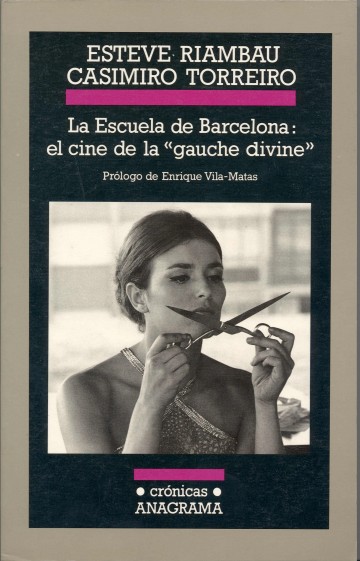 ESTEVE RIAMBAU
CASIMIRO TORREIRO
La Escuela de Barcelona:
el cine de la "gauche divine"
Prólogo de Enrique Vila-Matas
• crónicas •
ANAGRAMA